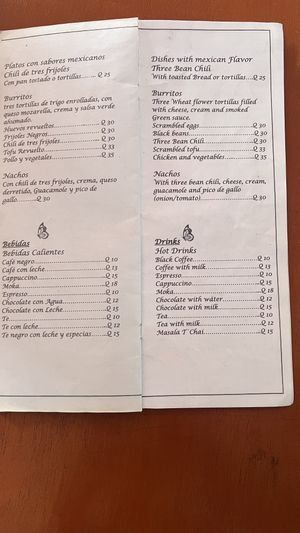 Platos con sabores mexicanos
Chili de tres frijoles
Con pan tostado o tortillas........ Q 25
Burritos
tres tortillas de trigo enrolladas, con
queso mozarella, crema y salsa verde
ahumado.
Huevos revueltos........Q 30
Frijoles Negros........Q 30
Chili de tres frijoles........Q 30
Tofu Revuelto........Q 33
Pollo y vegetales........Q 35
Nachos
Con chili de tres frijoles, crema, queso
derretido, Guacamole y pico de
gallo........Q 30
Bebidas
Bebidas Calientes
Café negro........Q 10
Café con leche........Q 13
Cappuccino........Q 15
Moka........Q 18
Espresso........Q 10
Chocolate con Agua........Q 12
Chocolate con Leche........Q 15
Te........Q 10
Te con leche........Q 12
Te negro con leche y especias.....Q 15
Dishes with mexican Flavor
Three Bean Chili
With toasted Bread or tortillas....Q 25
Burritos
Three Wheat flower tortillas filled
with cheese, cream and smoked
Green sauce.
Scrambled eggs........Q 30
Black beans........Q 30
Three Bean Chili........Q 30
Scrambled tofu........Q 33
Chicken and vegetables........Q 35
Nachos
With three bean chili, cheese, cream,
guacamole and pico de gallo
(onion/tomato)........Q 30
Drinks
Hot Drinks
Black Coffee........Q 10
Coffee with milk........Q 13
Espresso........Q 10
Cappuccino........Q 15
Moka........Q 18
Chocolate with water........Q 12
Chocolate with milk........Q 15
Tea........Q 10
Tea with milk........Q 12
Masala T Chai........Q 15